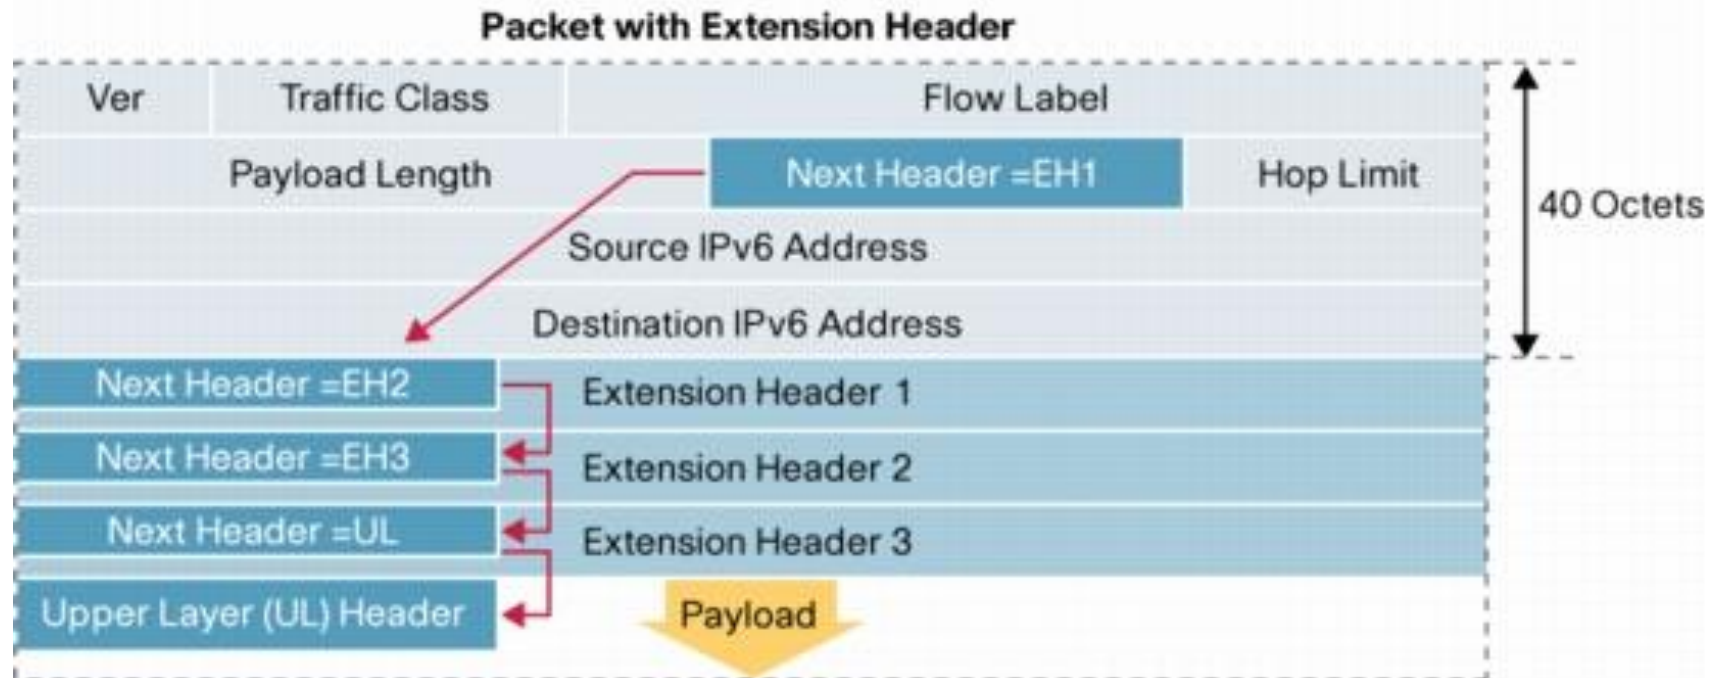 Packet with Extension Header
Ver Traffic Class Flow Label
Payload Length Next Header =EH1 Hop Limit
40 Octets
Source IPv6 Address
Destination IPv6 Address
Next Header =EH2 Extension Header 1
Next Header =EH3 Extension Header 2
Next Header =UL Extension Header 3
Upper Layer (UL) Header Payload